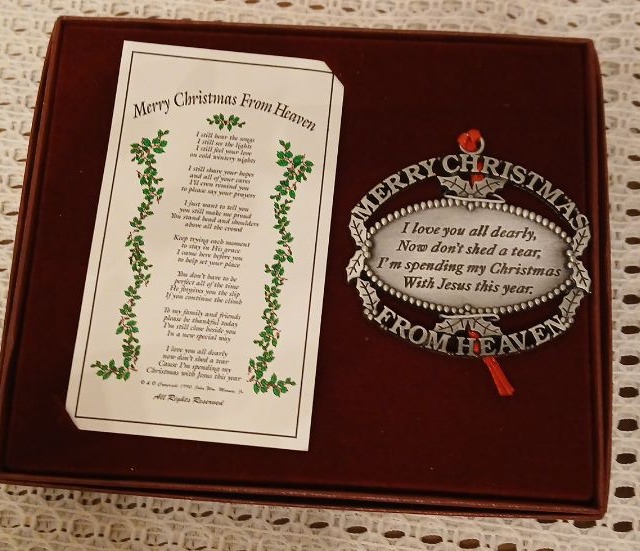 Merry Christmas From Heaven
I still hear the songs
I still see the lights
I still feel your love
on cold wintery nights
I still share your hopes
and all of your cares
I'll even remind you
to please say your prayers
I just want to tell you
you still make me proud
You stand head and shoulders
above all the crowd
Keep trying each moment
to stay in His grace
I came here before you
to help set your place
You don't have to be
perfect all of the time
He forgives you the slip
If you continue the climb
To my family and friends
please be thankful today
I'm still close beside you
In a new special way
I love you all dearly
now don't shed a tear
Cause I'm spending my
Christmas with Jesus this year
Copyright 1990 John Wm. Mooney, Jr.
All Rights Reserved
MERRY CHRISTMAS
I love you all dearly,
Now don't shed a tear,
I'm spending my Christmas
With Jesus this year.
FROM HEAVEN